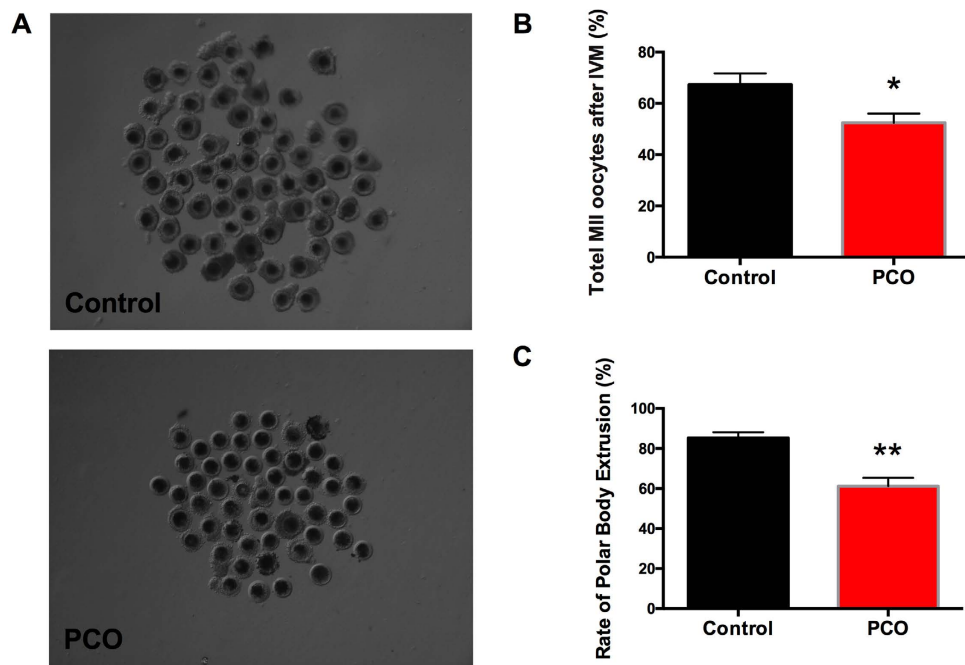 A
Control
PCO
B
Totel MII oocytes after IVM (%)
80
60
40
20
0
*
Control
PCO
C
Rate of Polar Body Extrusion (%)
100
80
60
40
20
0
**
Control
PCO